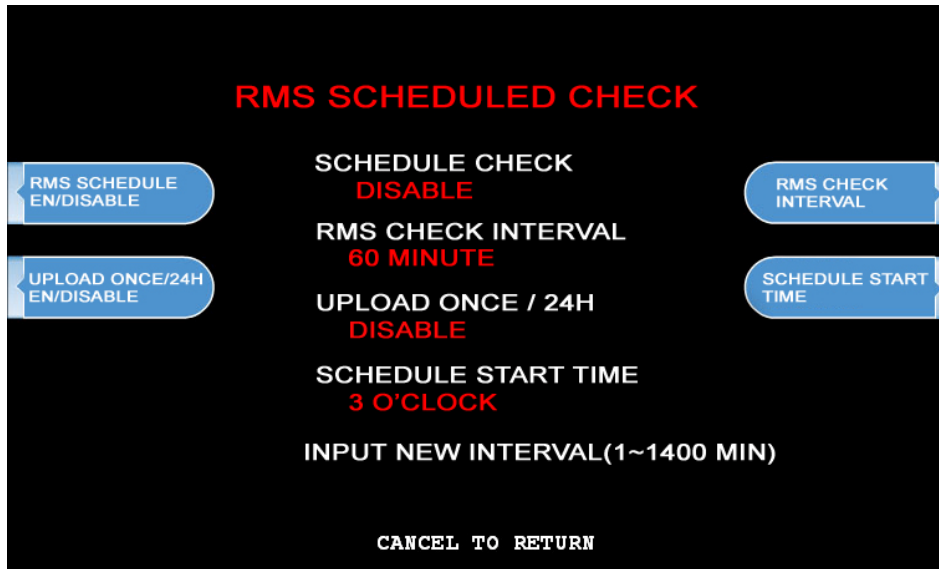 RMS SCHEDULED CHECK
RMS SCHEDULE
EN/DISABLE
SCHEDULE CHECK
DISABLE
RMS CHECK
INTERVAL
RMS CHECK INTERVAL
60 MINUTE
UPLOAD ONCE/24H
EN/DISABLE
UPLOAD ONCE / 24H
DISABLE
SCHEDULE START
TIME
SCHEDULE START TIME
3 O'CLOCK
INPUT NEW INTERVAL(1~1400 MIN)
CANCEL TO RETURN